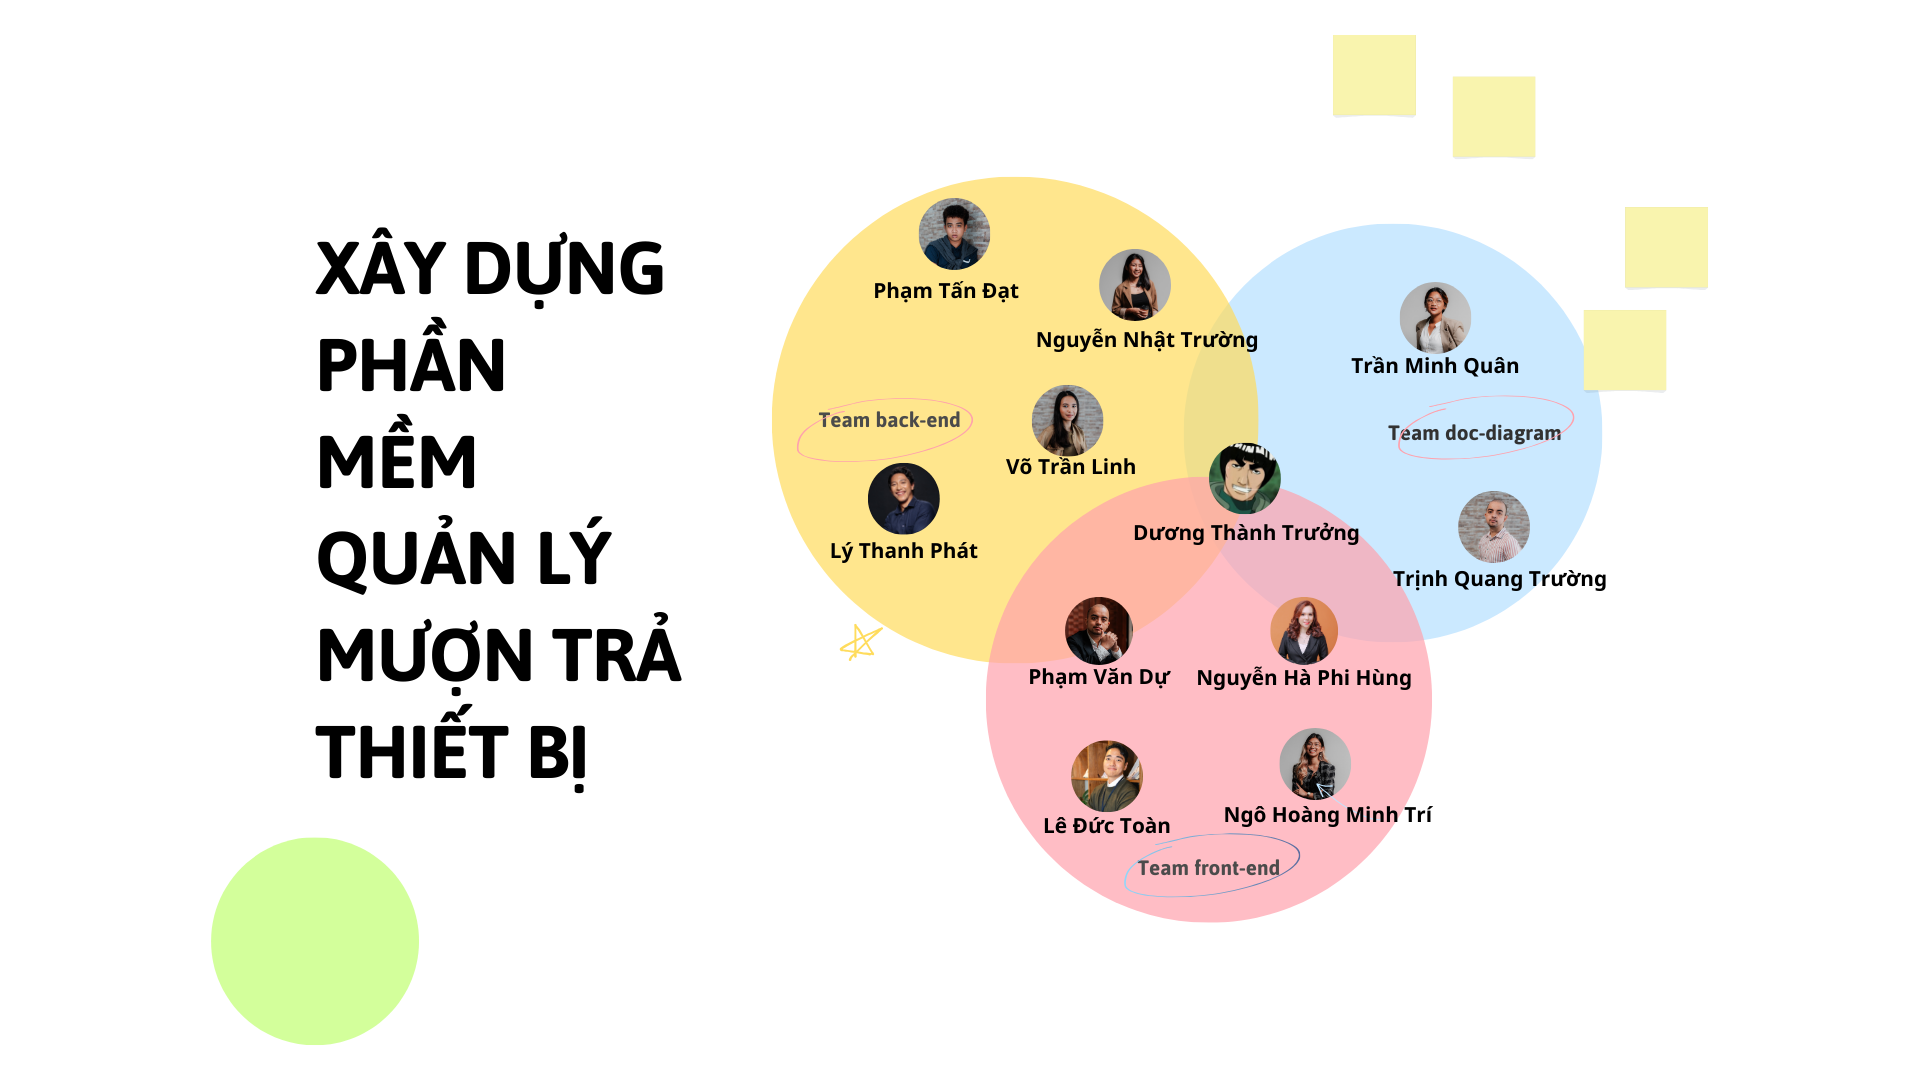 XÂY DỰNG
PHẦN
MỀM
QUẢN LÝ
MƯỢN TRẢ
THIẾT BỊ
Phạm Tấn Đạt
Nguyễn Nhật Trường
Team back-end
Võ Trần Linh
Lý Thanh Phát
Trần Minh Quân
Team doc-diagram
Dương Thành Trưởng
Trịnh Quang Trường
Phạm Văn Dự
Nguyễn Hà Phi Hùng
Lê Đức Toàn
Ngô Hoàng Minh Trí
Team front-end